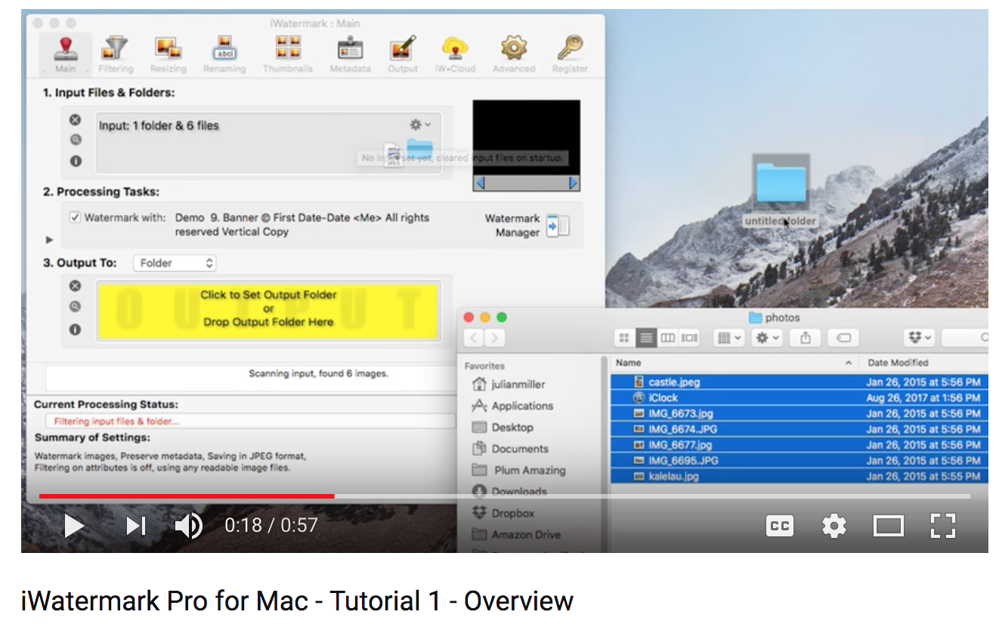 iWatermark : Main
Main Filtering Resizing Renaming Thumbnails Metadata Output iW•Cloud Advanced Register
1. Input Files & Folders:
Input: 1 folder & 6 files
cleared input files on startup.
2. Processing Tasks:
Watermark with: Demo 9. Banner © First Date-Date <Me> All rights
reserved Vertical Copy
Watermark
Manager
3. Output To: Folder
OUTPUT
Click to Set Output Folder
or
Drop Output Folder Here
Scanning input, found 6 images.
Current Processing Status:
Filtering input files & folder...
Summary of Settings:
Watermark images, Preserve metadata, Saving in JPEG format,
Filtering on attributes is off, using any readable image files.
untitled folder
photos
Favorites
julianmiller
Applications
Desktop
Documents
Plum Amazing
Downloads
Dropbox
Amazon Drive
Name Date Modified
castle.jpeg Jan 26, 2015 at 5:56 PM
iClock Aug 26, 2017 at 1:56 PM
IMG_6673.jpg Jan 26, 2015 at 5:56 PM
IMG_6674.JPG Jan 26, 2015 at 5:56 PM
IMG_6677.jpg Jan 26, 2015 at 5:56 PM
IMG_6695.JPG Jan 26, 2015 at 5:56 PM
kalelau.jpg Jan 26, 2015 at 5:55 PM
0:18 / 0:57
CC
iWatermark Pro for Mac - Tutorial 1 - Overview